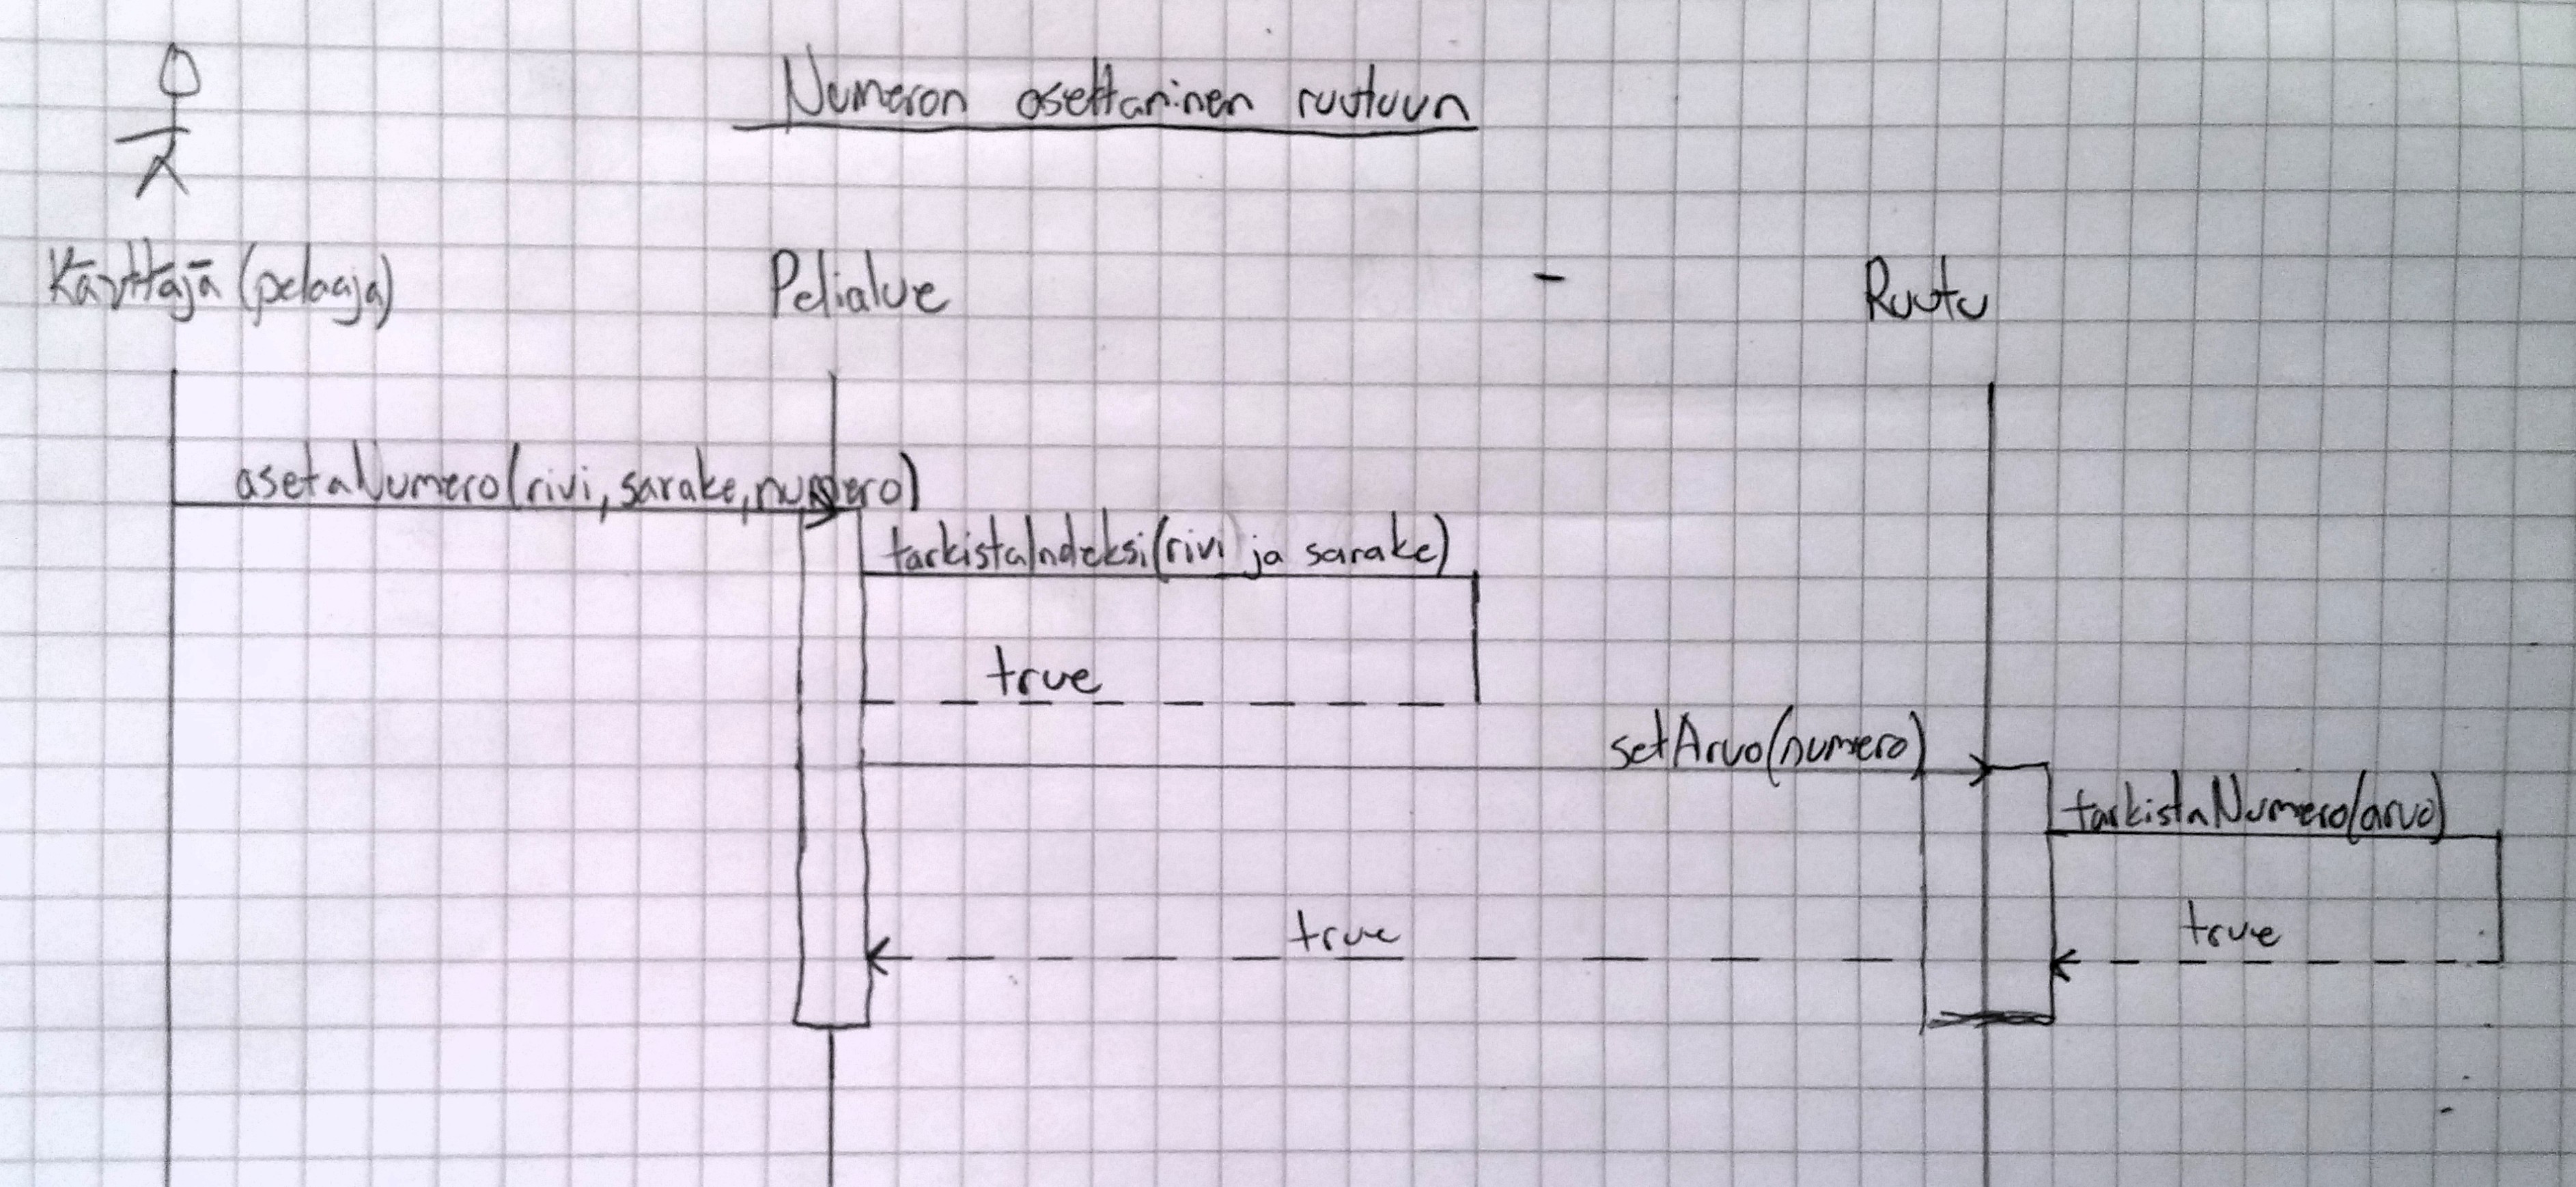 Numeron asettaminen ruutuun
Käyttäjä (pelaaja)
Pelialue
Ruutu
asetaNumero(rivi, sarake, numero)
tarkistaIndeksi(rivi ja sarake)
true
setArvo(numero)
tarkistaNumero(arvo)
true
true